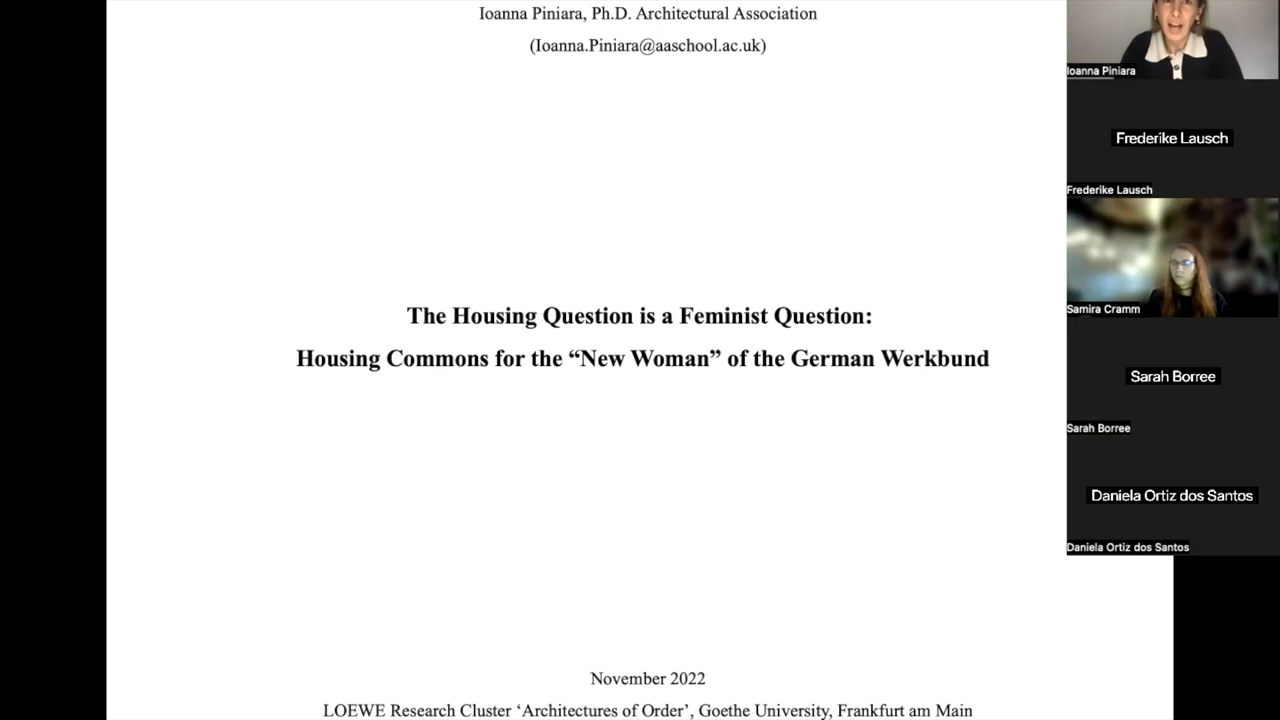 Ioanna Piniara, Ph.D. Architectural Association
(Ioanna.Piniara@aaschool.ac.uk)
The Housing Question is a Feminist Question:
Housing Commons for the “New Woman” of the German Werkbund
November 2022
LOEWE Research Cluster ‘Architectures of Order’, Goethe University, Frankfurt am Main
Ioanna Piniara
Frederike Lausch
Frederike Lausch
Samira Cramm
Sarah Borree
Sarah Borree
Daniela Ortiz dos Santos
Daniela Ortiz dos Santos